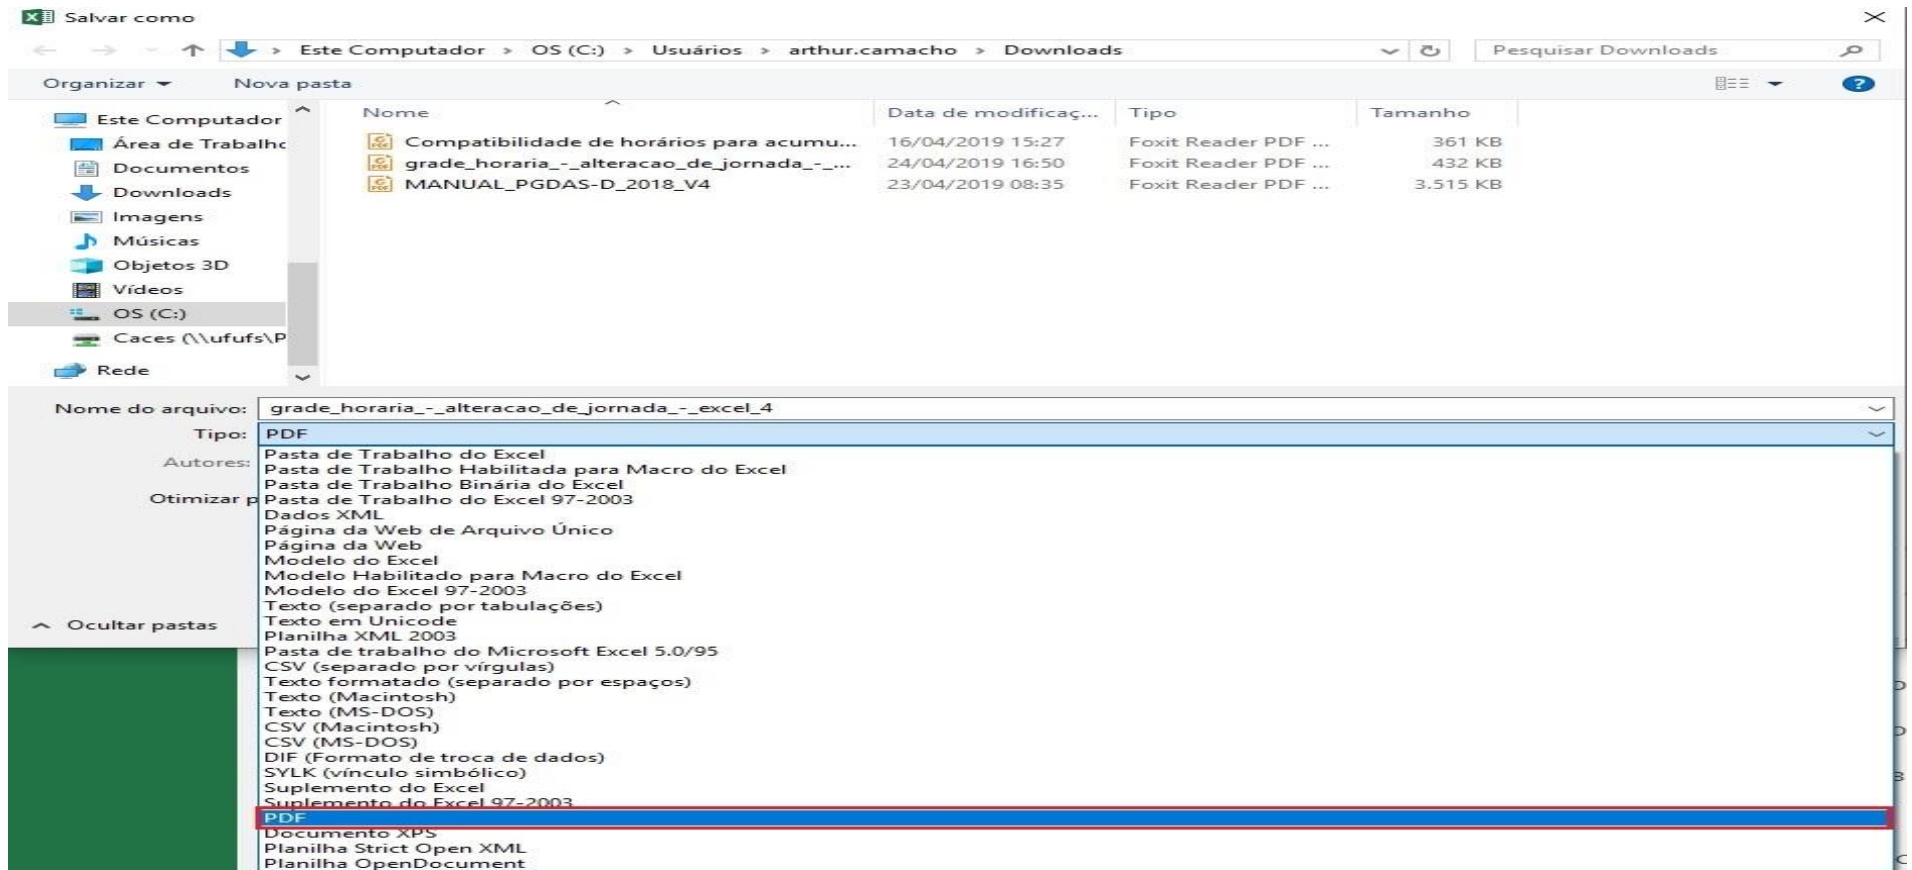 Salvar como
Este Computador > OS (C:) > Usuários > arthur.camacho > Downloads
Pesquisar Downloads
Organizar
Nova pasta
Nome
Data de modificaç...
Tipo
Tamanho
Este Computador
Área de Trabalho
Documentos
Downloads
Imagens
Músicas
Objetos 3D
Vídeos
OS (C:)
Caces (\\ufufs\P
Rede
Compatibilidade de horários para acumu... 16/04/2019 15:27 Foxit Reader PDF ... 361 KB
grade_horaria_-_alteracao_de_jornada_-_... 24/04/2019 16:50 Foxit Reader PDF ... 432 KB
MANUAL_PGDAS-D_2018_V4 23/04/2019 08:35 Foxit Reader PDF ... 3.515 KB
Nome do arquivo: grade_horaria_-_alteracao_de_jornada_-_excel_4
Tipo: PDF
Autores:
Otimizar p
Ocultar pastas
Pasta de Trabalho do Excel
Pasta de Trabalho Habilitada para Macro do Excel
Pasta de Trabalho Binária do Excel
Pasta de Trabalho do Excel 97-2003
Dados XML
Página da Web de Arquivo Único
Página da Web
Modelo do Excel
Modelo Habilitado para Macro do Excel
Modelo do Excel 97-2003
Texto (separado por tabulações)
Texto em Unicode
Planilha XML 2003
Pasta de trabalho do Microsoft Excel 5.0/95
CSV (separado por vírgulas)
Texto formatado (separado por espaços)
Texto (Macintosh)
Texto (MS-DOS)
CSV (Macintosh)
CSV (MS-DOS)
DIF (Formato de troca de dados)
SYLK (vínculo simbólico)
Suplemento do Excel
Suplemento do Excel 97-2003
PDF
Documento XPS
Planilha Strict Open XML
Planilha OpenDocument